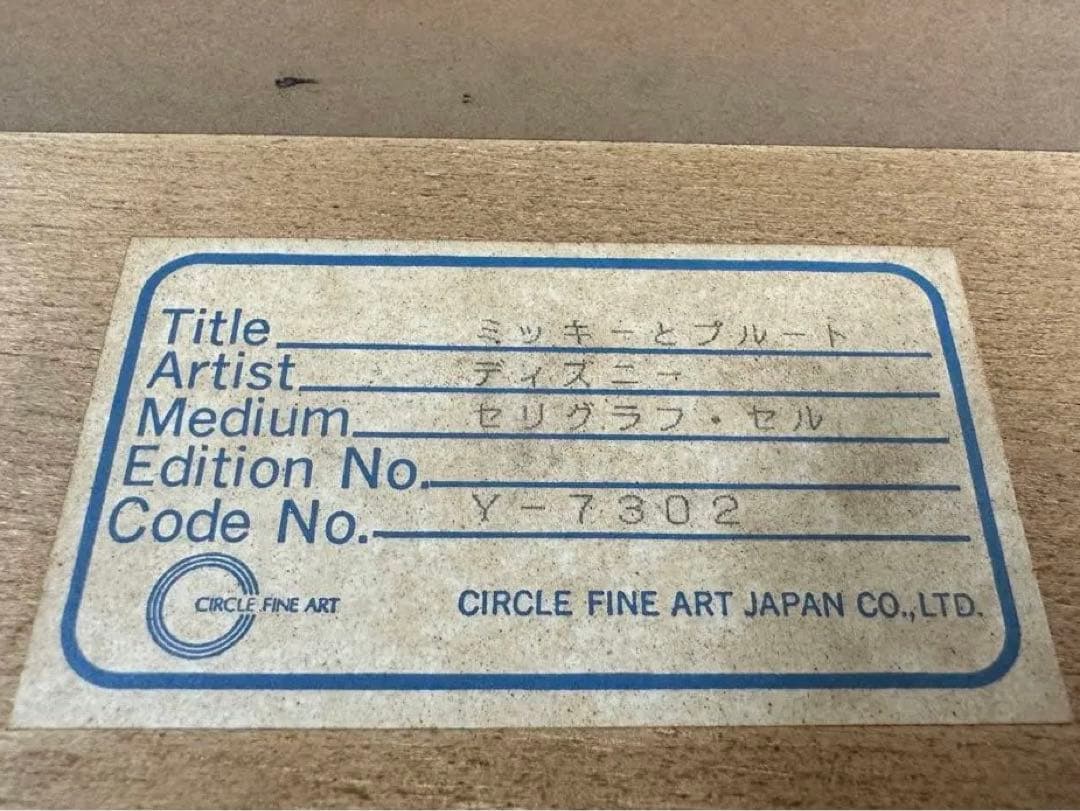 Title ミッキーとプルート
Artist ディズニー
Medium セリグラフ・セル
Edition No.
Code No. Y-7302
CIRCLE FINE ART
CIRCLE FINE ART JAPAN CO.,LTD.